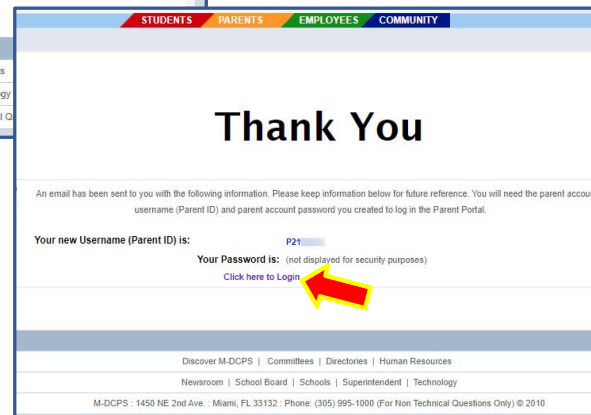 STUDENTS PARENTS EMPLOYEES COMMUNITY
Thank You
An email has been sent to you with the following information. Please keep information below for future reference. You will need the parent
username (Parent ID) and parent account password you created to log in the Parent Portal.
Your new Username (Parent ID) is: P21
Your Password is: (not displayed for security purposes)
Click here to Login
Discover M-DCPS | Committees | Directories | Human Resources
Newsroom | School Board | Schools | Superintendent | Technology
M-DCPS : 1450 NE 2nd Ave. : Miami, FL 33132 : Phone: (305) 995-1000 (For Non Technical Questions Only) © 2010